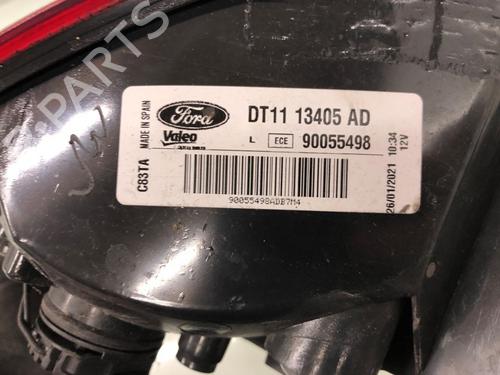 B-PARTS
MADE IN SPAIN
C83TA
Ford
Valeo
DT11 13405 AD
L ECE 90055498
90055498ADB7M4
26/01/2021 10:34
12V